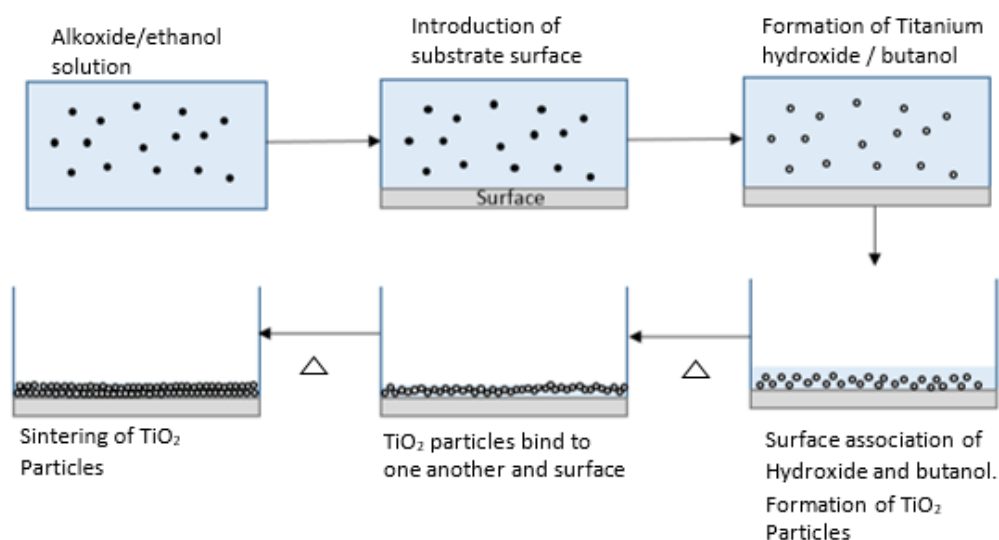 Alkoxide/ethanol
solution
Introduction of
substrate surface
Formation of Titanium
hydroxide / butanol
Surface
Sintering of TiO₂
Particles
TiO₂ particles bind to
one another and surface
Surface association of
Hydroxide and butanol.
Formation of TiO₂
Particles